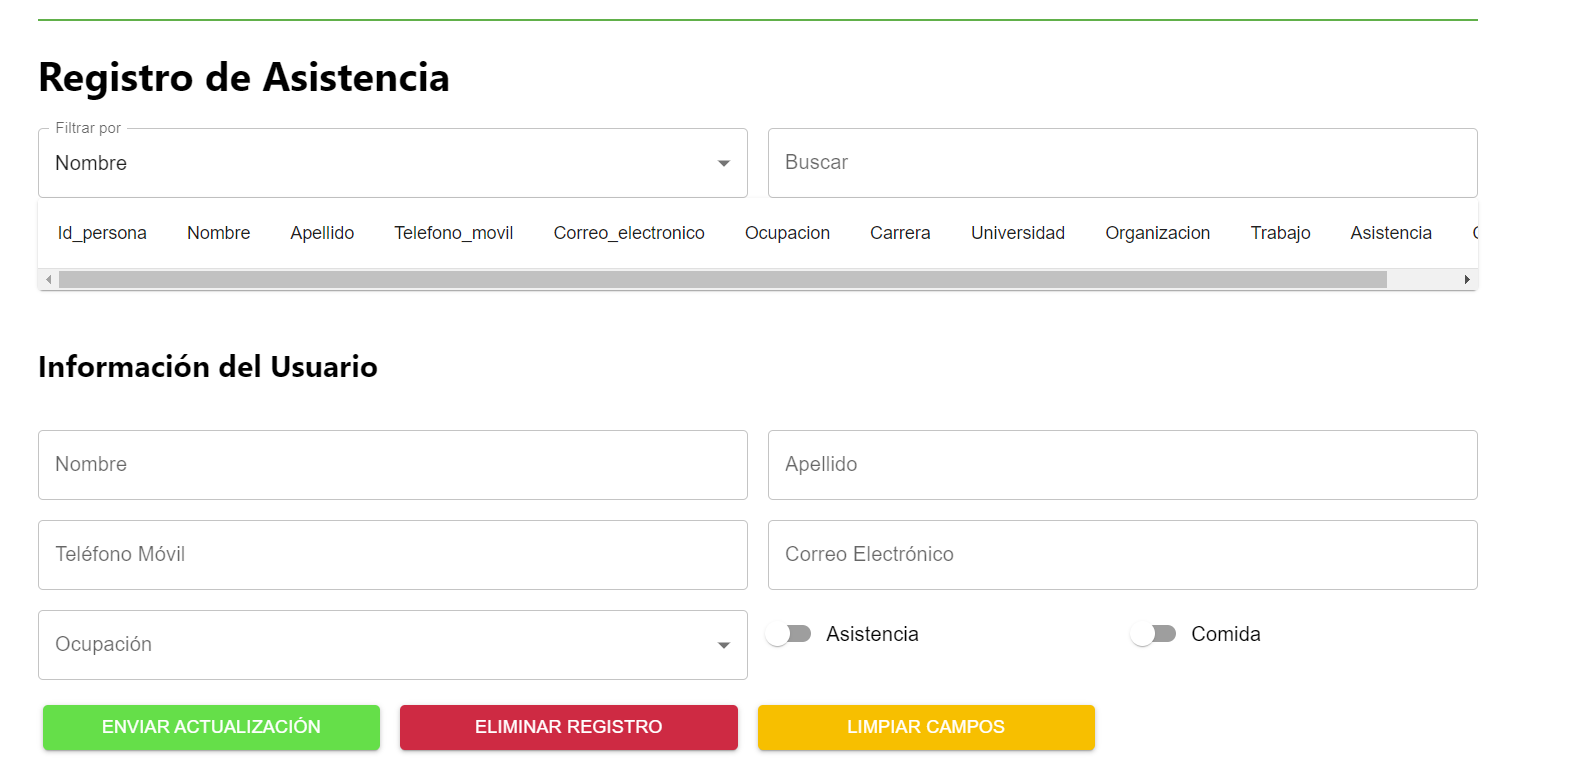 Registro de Asistencia
Filtrar por
Nombre
Buscar
Id_persona Nombre Apellido Telefono_movil Correo_electronico Ocupacion Carrera Universidad Organizacion Trabajo Asistencia
Información del Usuario
Nombre Apellido
Teléfono Móvil Correo Electrónico
Ocupación Asistencia Comida
ENVIAR ACTUALIZACIÓN ELIMINAR REGISTRO LIMPIAR CAMPOS